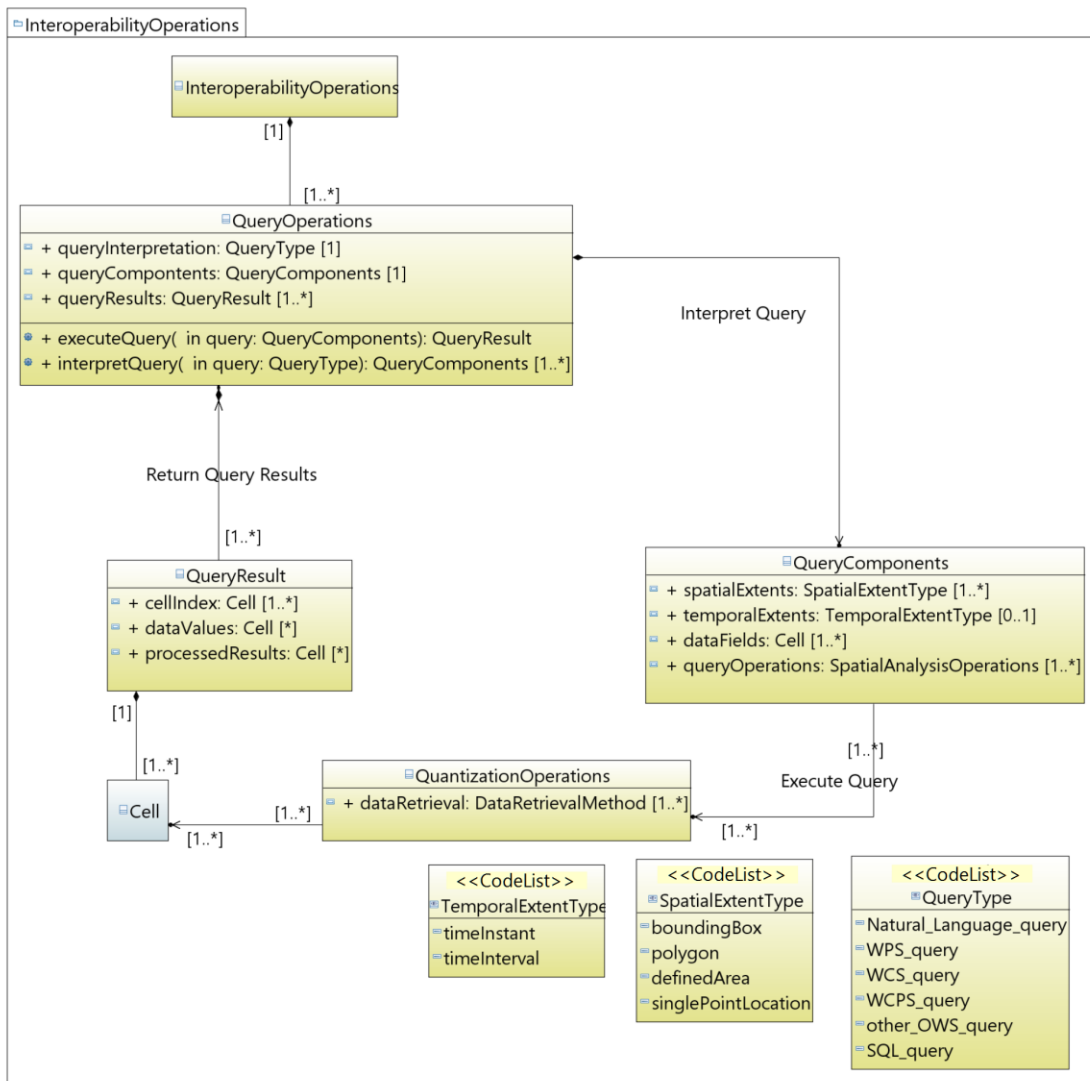 InteroperabilityOperations
InteroperabilityOperations
[1]
[1..*]
QueryOperations
+ queryInterpretation: QueryType [1]
+ queryCompontents: QueryComponents [1]
+ queryResults: QueryResult [1..*]
+ executeQuery( in query: QueryComponents): QueryResult
+ interpretQuery( in query: QueryType): QueryComponents [1..*]
Interpret Query
Return Query Results
[1..*]
QueryResult
+ cellIndex: Cell [1..*]
+ dataValues: Cell [*]
+ processedResults: Cell [*]
QueryComponents
+ spatialExtents: SpatialExtentType [1..*]
+ temporalExtents: TemporalExtentType [0..1]
+ dataFields: Cell [1..*]
+ queryOperations: SpatialAnalysisOperations [1..*]
[1]
[1..*]
Cell
[1..*]
[1..*]
QuantizationOperations
+ dataRetrieval: DataRetrievalMethod [1..*]
[1..*]
Execute Query
[1..*]
<<CodeList>>
TemporalExtentType
timeInstant
timeInterval
<<CodeList>>
SpatialExtentType
boundingBox
polygon
definedArea
singlePointLocation
<<CodeList>>
QueryType
Natural_Language_query
WPS_query
WCS_query
WCPS_query
other_OWS_query
SQL_query